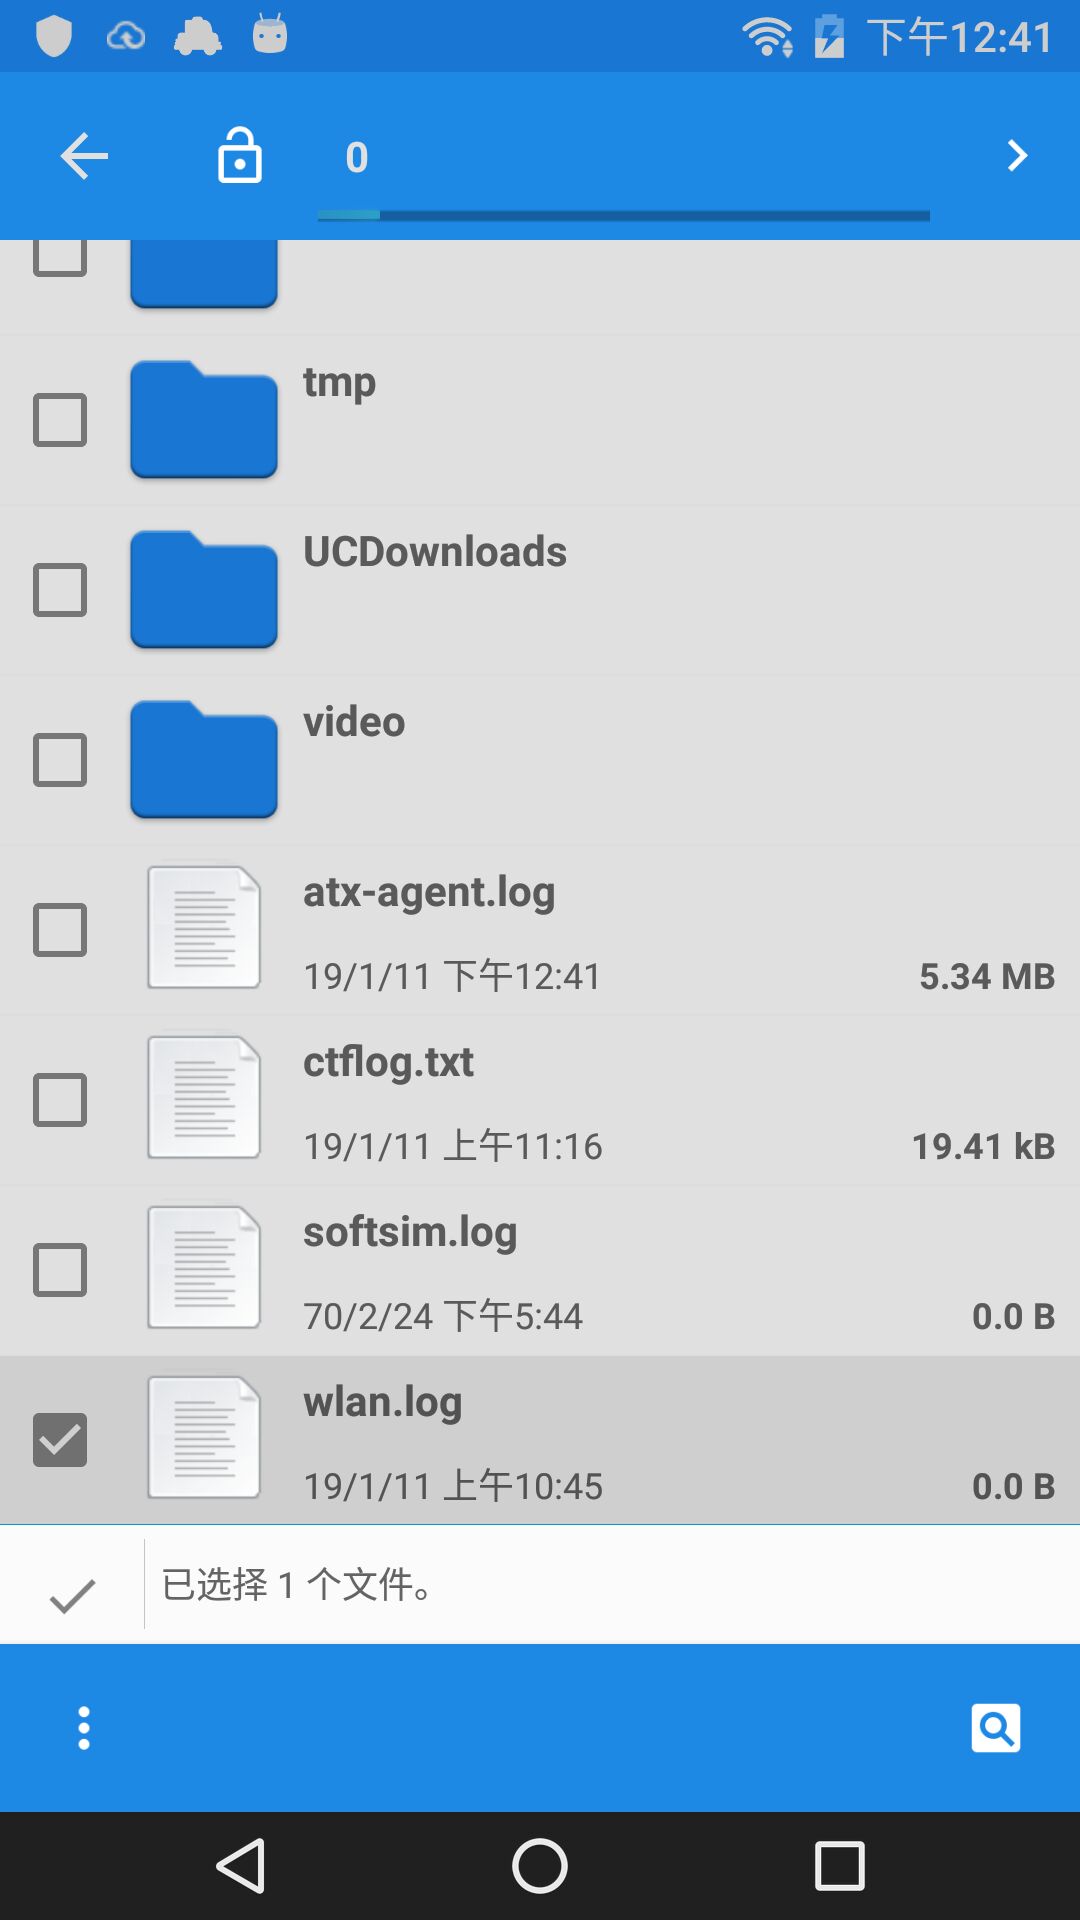 下午12:41
0
tmp
UCDownloads
video
atx-agent.log
19/1/11 下午12:41 5.34 MB
ctflog.txt
19/1/11 上午11:16 19.41 kB
softsim.log
70/2/24 下午5:44 0.0 B
wlan.log
19/1/11 上午10:45 0.0 B
已选择 1 个文件。